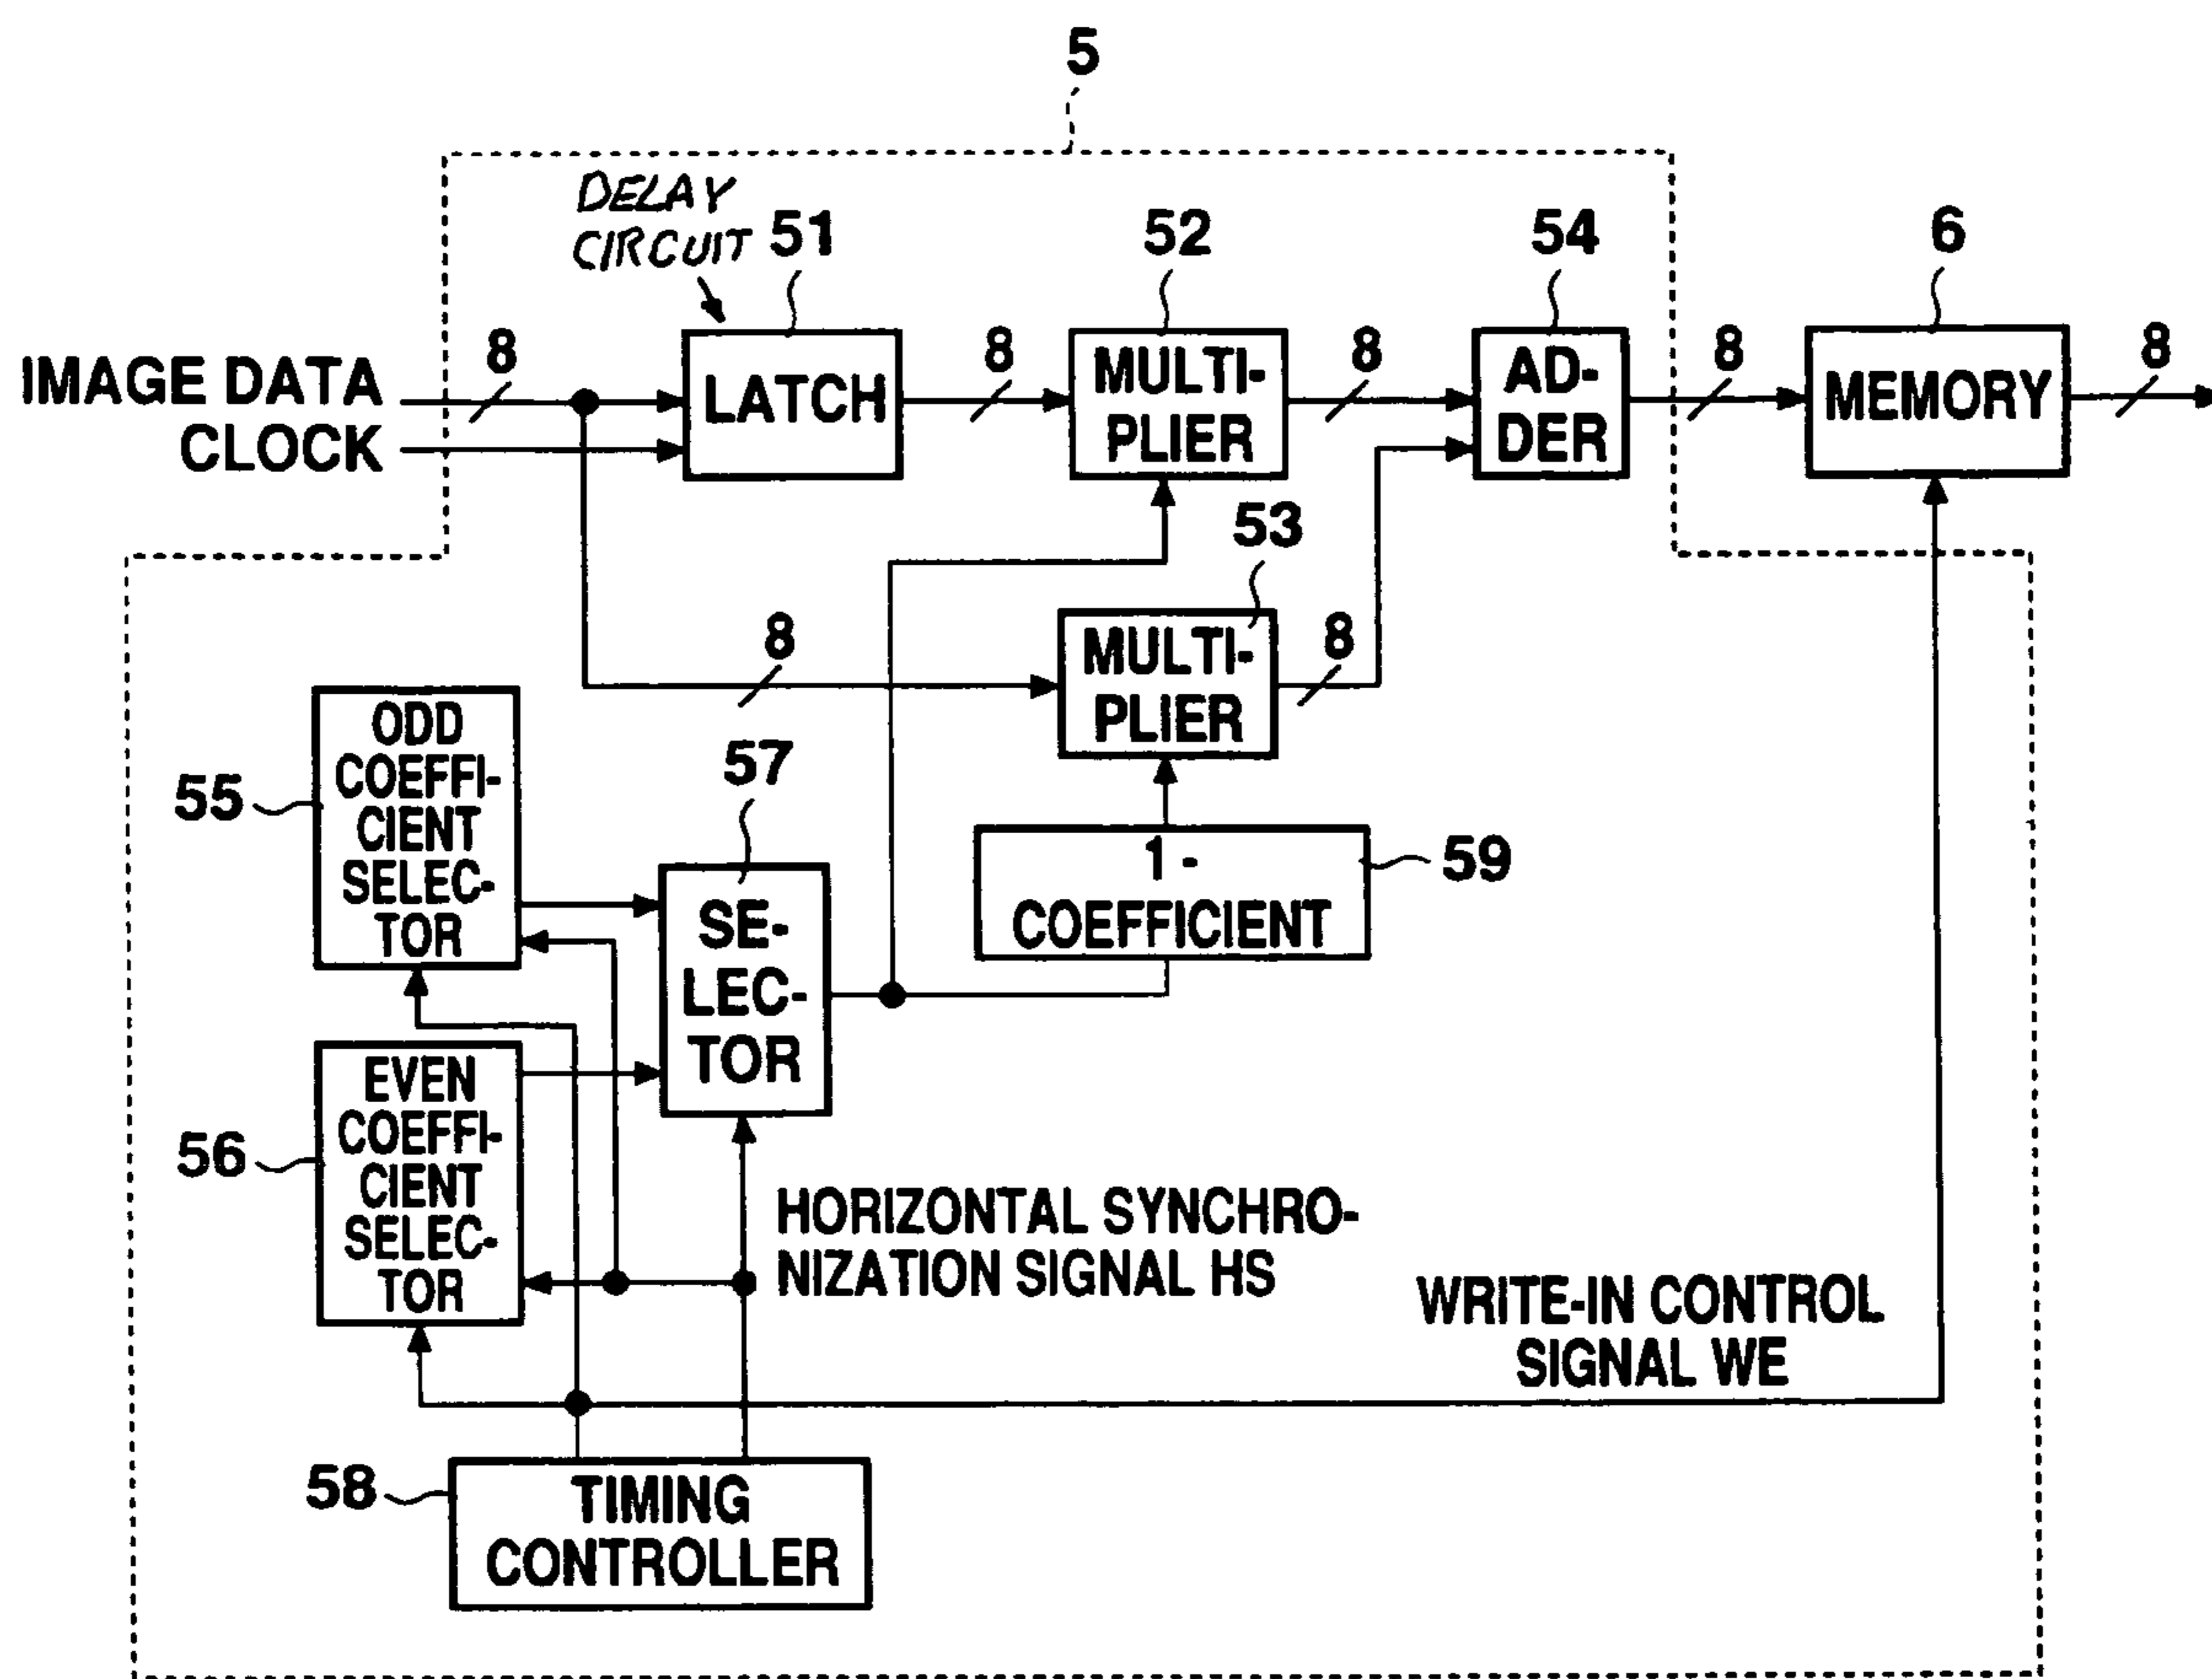 5
DELAY
CIRCUIT
51
52
54
6
IMAGE DATA
CLOCK
8
LATCH
8
MULTI-
PLIER
8
AD-
DER
8
MEMORY
8
53
8
MULTI-
PLIER
8
55
ODD
COEFFI-
CIENT
SELEC-
TOR
57
SE-
LEC-
TOR
1 -
COEFFICIENT
59
56
EVEN
COEFFI-
CIENT
SELEC-
TOR
HORIZONTAL SYNCHRO-
NIZATION SIGNAL HS
WRITE-IN CONTROL
SIGNAL WE
58
TIMING
CONTROLLER